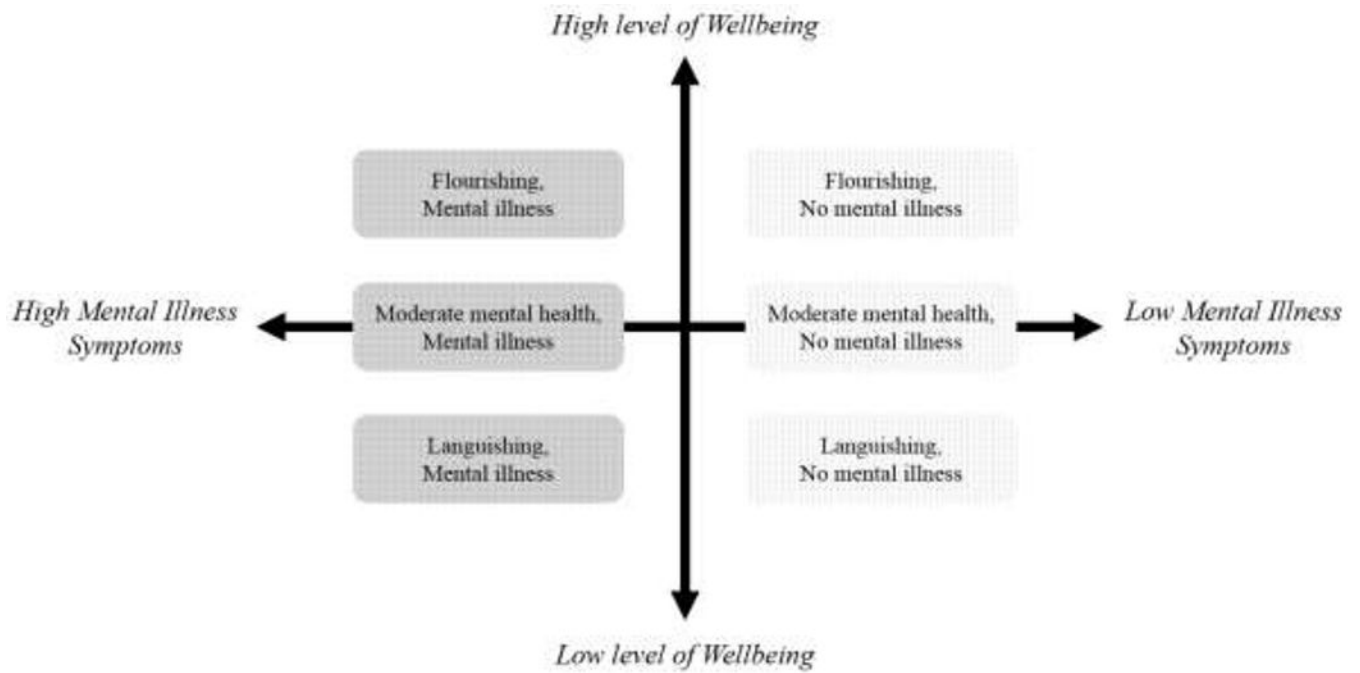 High level of Wellbeing
Flourishing,
Mental illness
Flourishing,
No mental illness
High Mental Illness
Symptoms
Moderate mental health,
Mental illness
Moderate mental health,
No mental illness
Low Mental Illness
Symptoms
Languishing,
Mental illness
Languishing,
No mental illness
Low level of Wellbeing